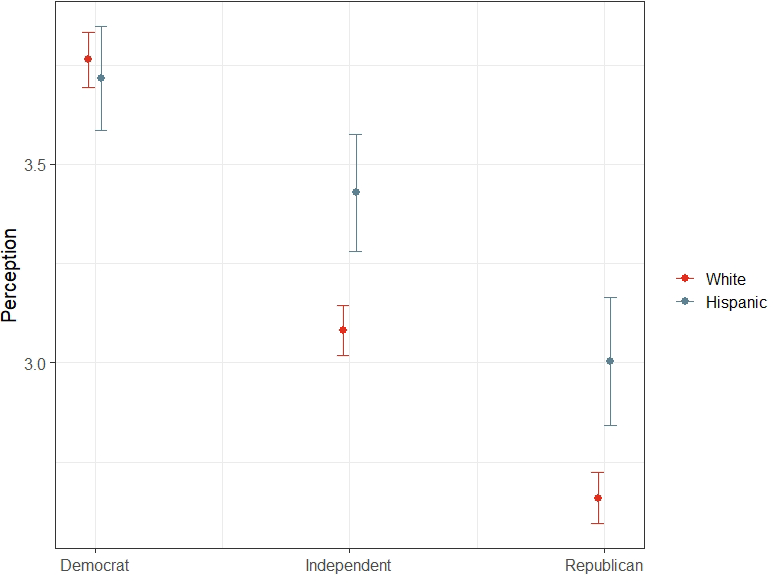 Perception
3.5
3.0
Democrat
Independent
Republican
White
Hispanic